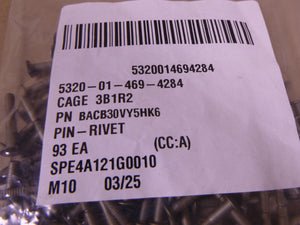 5320014694284
5320-01-469-4284
CAGE 3B1R2
PN BACB30VY5HK6
PIN-RIVET
93 EA (CC:A)
SPE4A121G0010
M10 03/25